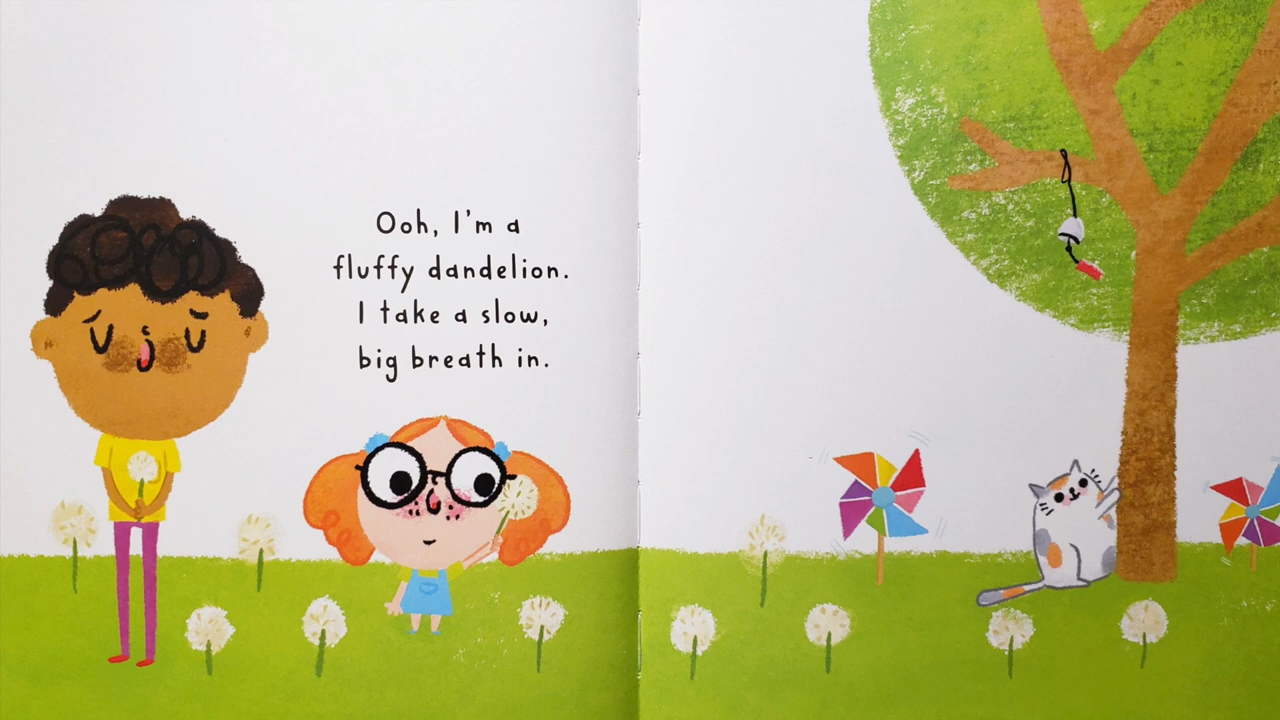 Ooh, I'm a
fluffy dandelion.
I take a slow,
big breath in.